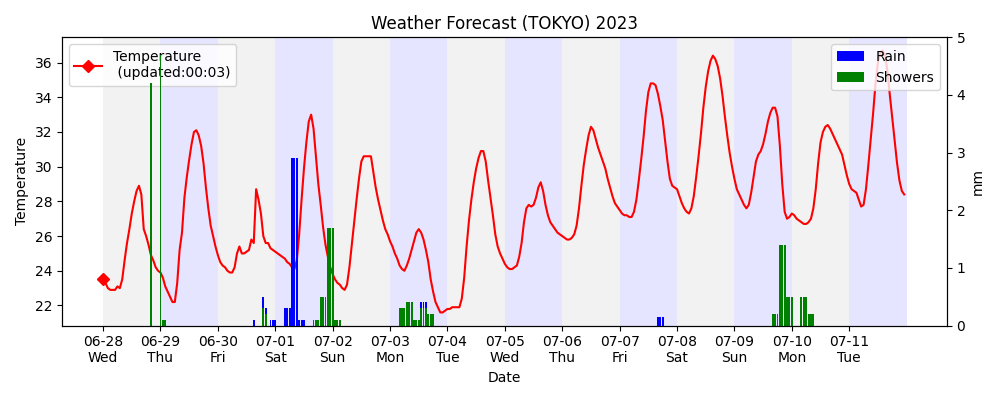 Weather Forecast (TOKYO) 2023
Temperature
(updated:00:03)
Rain
Showers
Temperature
36
34
32
30
28
26
24
22
5
4
3
2
1
0
mm
06-28 06-29 06-30 07-01 07-02 07-03 07-04 07-05 07-06 07-07 07-08 07-09 07-10 07-11
Wed Thu Fri Sat Sun Mon Tue Wed Thu Fri Sat Sun Mon Tue
Date